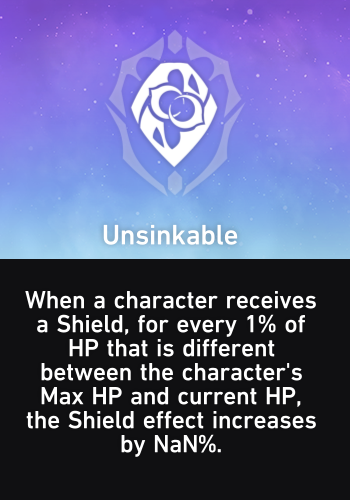 Unsinkable
When a character receives
a Shield, for every 1% of
HP that is different
between the character's
Max HP and current HP,
the Shield effect increases
by NaN%.